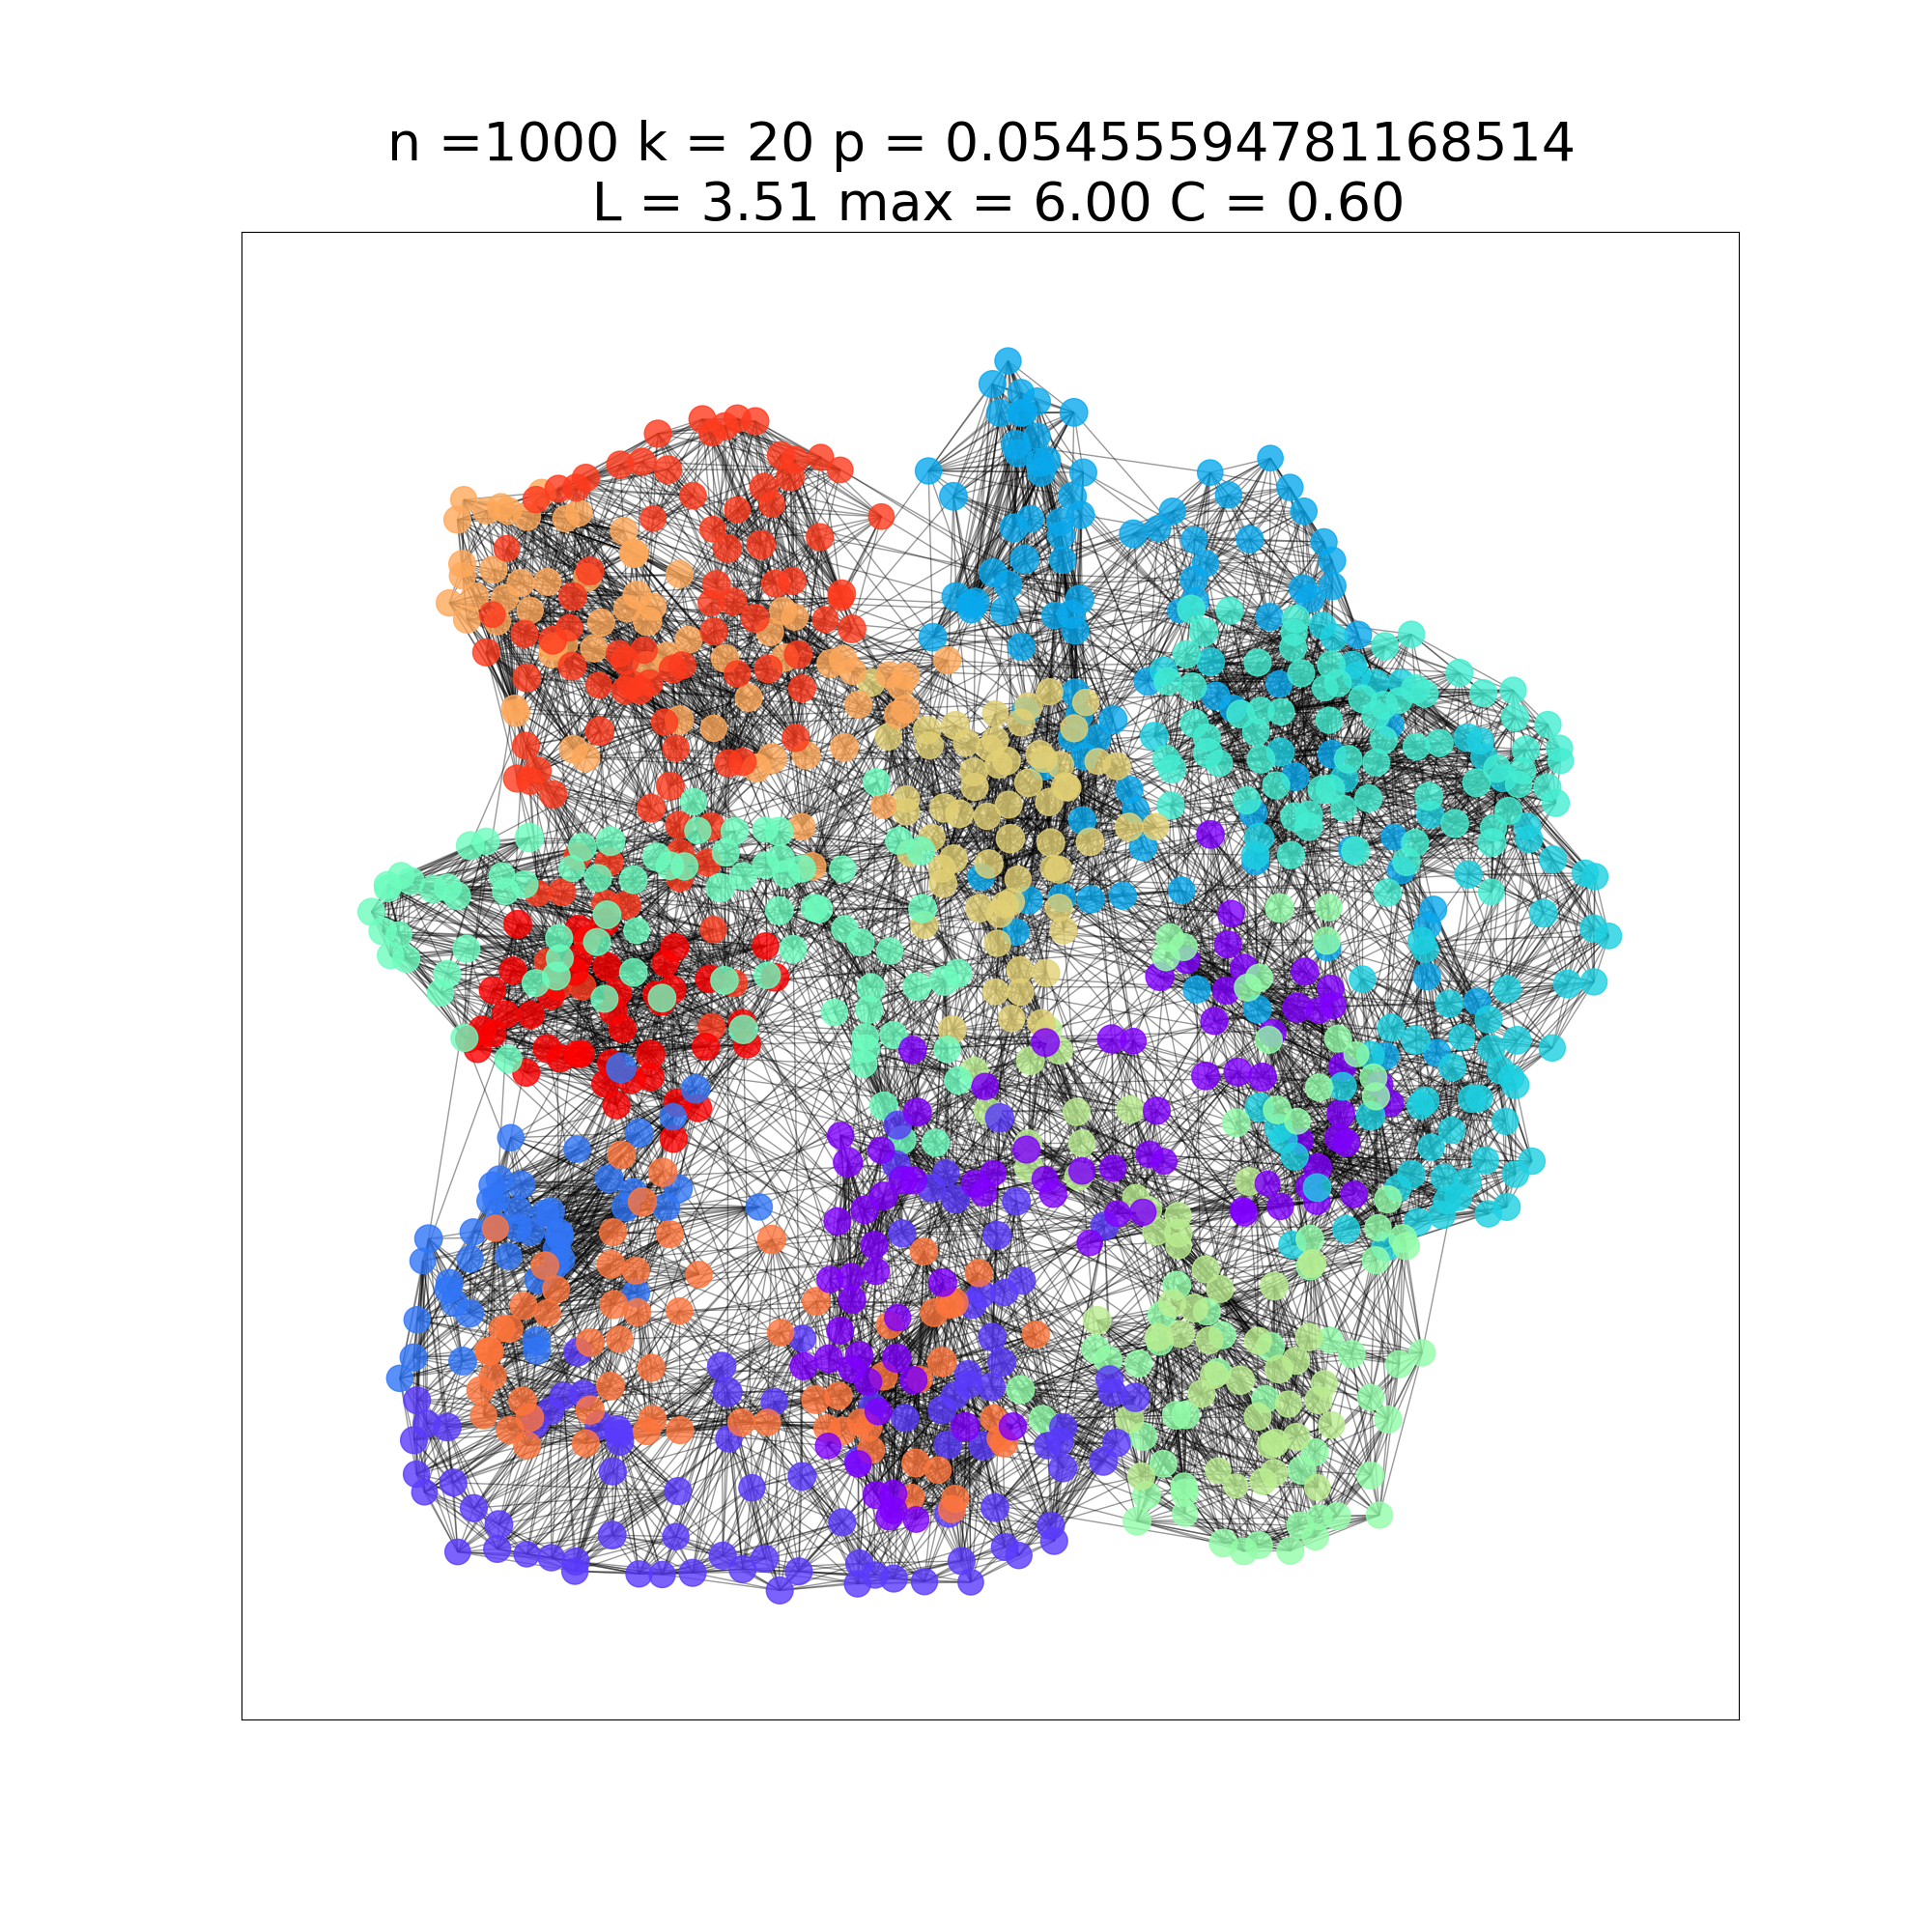 n =1000 k = 20 p = 0.05455594781168514
L = 3.51 max = 6.00 C = 0.60